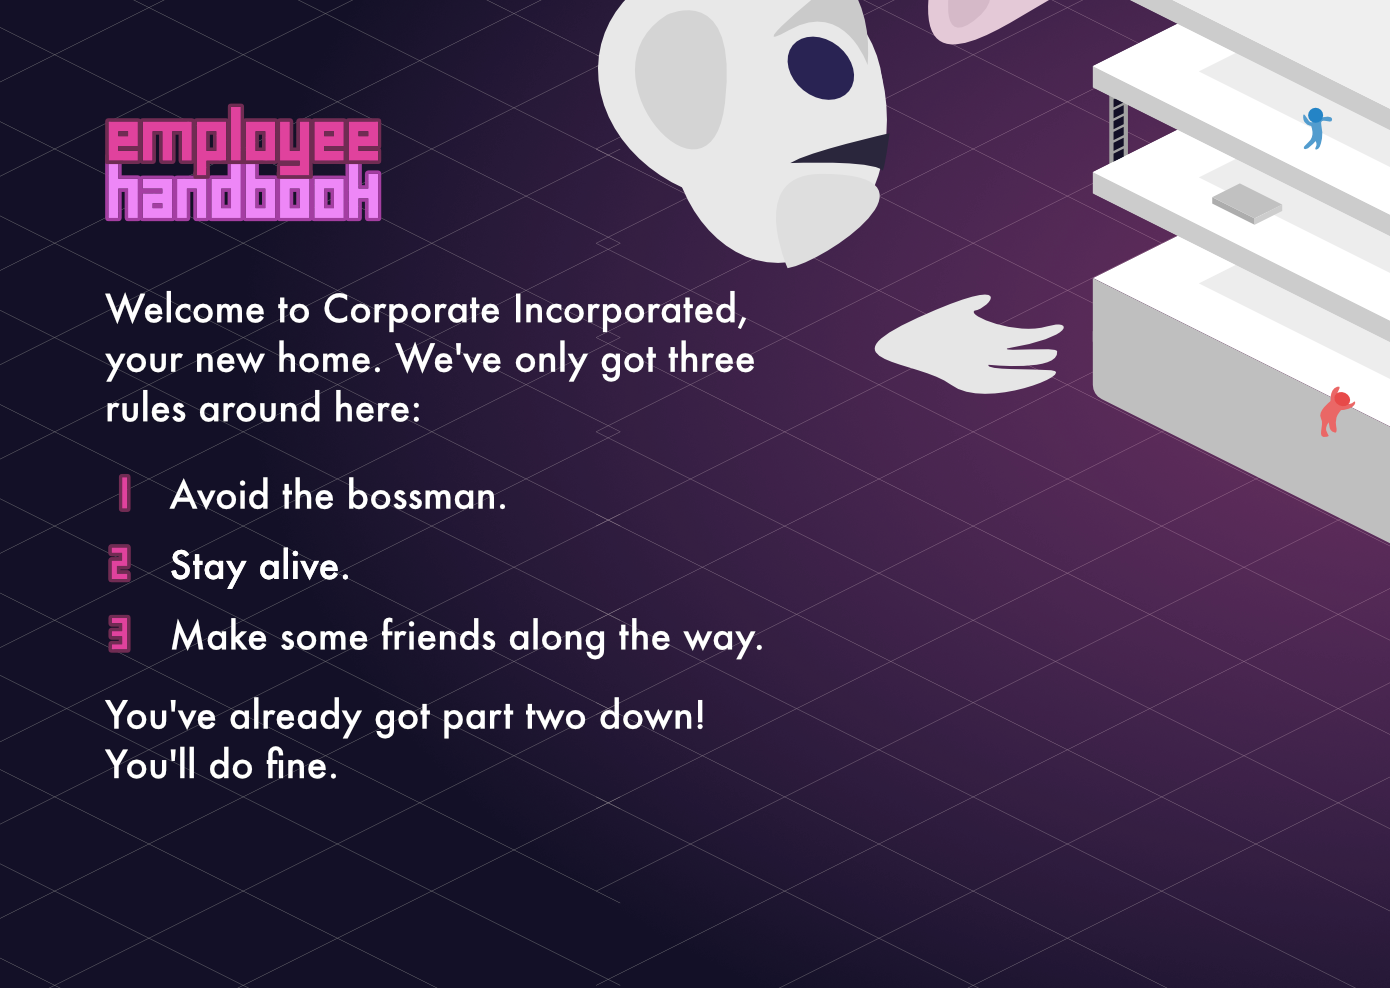 employee
handbook
Welcome to Corporate Incorporated,
your new home. We've only got three
rules around here:
1 Avoid the bossman.
2 Stay alive.
3 Make some friends along the way.
You've already got part two down!
You'll do fine.